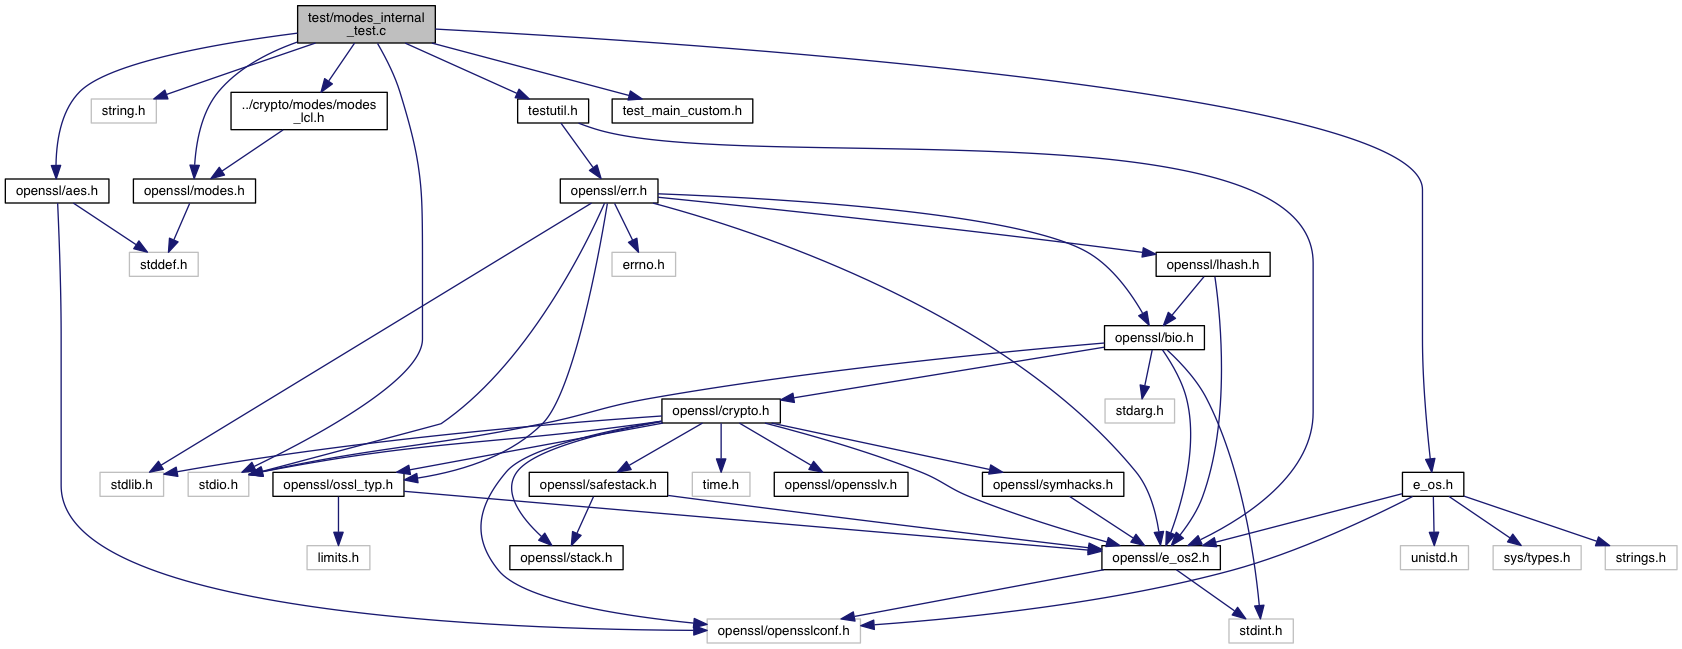 test/modes_internal
_test.c
string.h
../crypto/modes/modes
_lcl.h
testutil.h
test_main_custom.h
openssl/aes.h
openssl/modes.h
openssl/err.h
stddef.h
errno.h
openssl/lhash.h
openssl/bio.h
openssl/crypto.h
stdarg.h
stdlib.h
stdio.h
openssl/ossl_typ.h
openssl/safestack.h
time.h
openssl/opensslv.h
openssl/symhacks.h
e_os.h
limits.h
openssl/stack.h
openssl/e_os2.h
unistd.h
sys/types.h
strings.h
openssl/opensslconf.h
stdint.h